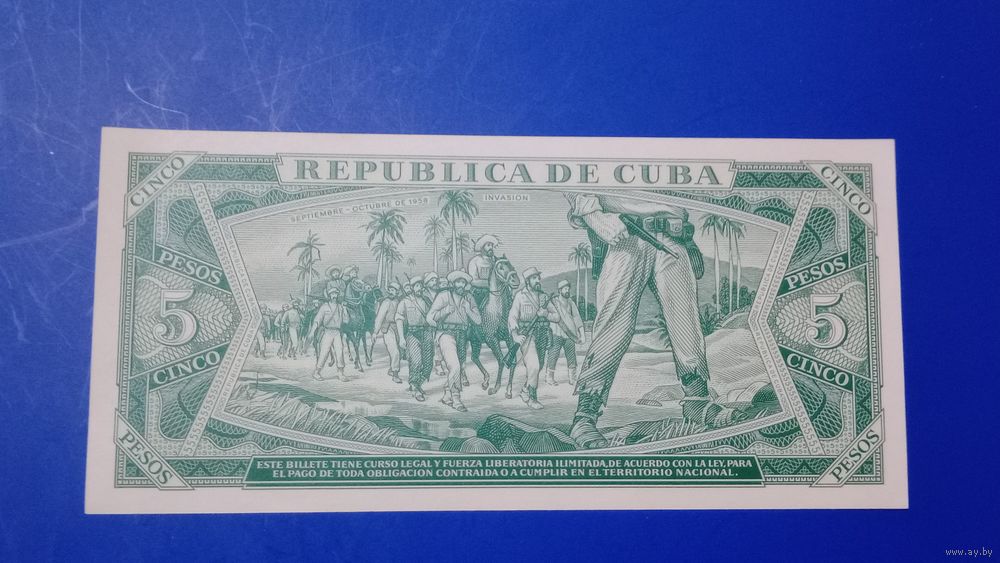 REPUBLICA DE CUBA
CINCO
CINCO
SEPTIEMBRE - OCTUBRE DE 1958
INVASION
PESOS
5
CINCO
PESOS
5
CINCO
PESOS
PESOS
ESTE BILLETE TIENE CURSO LEGAL Y FUERZA LIBERATORIA ILIMITADA, DE ACUERDO CON LA LEY, PARA
EL PAGO DE TODA OBLIGACION CONTRAIDA O A CUMPLIR EN EL TERRITORIO NACIONAL.
www.ay.by